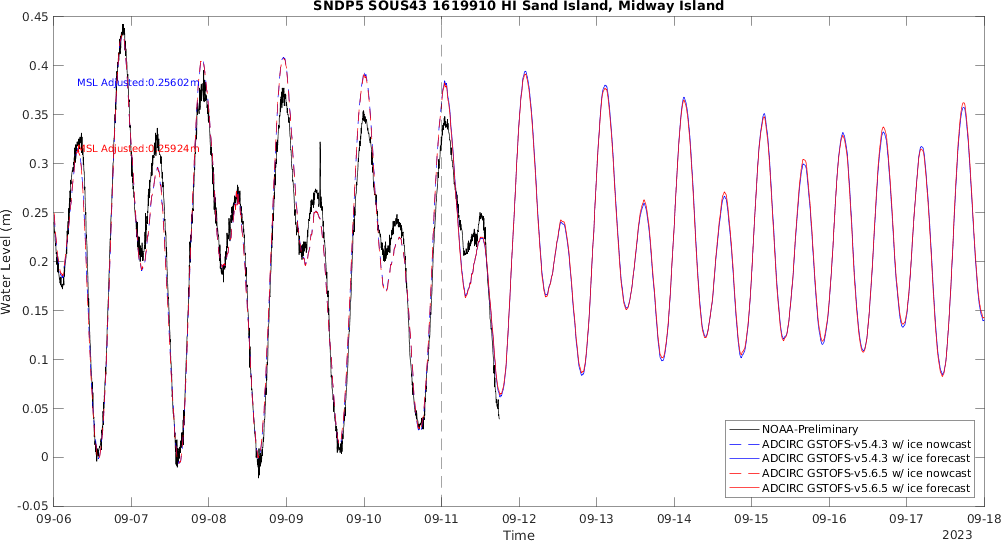 SNDP5 SOUS43 1619910 HI Sand Island, Midway Island
0.45
0.4
0.35
0.3
0.25
0.2
0.15
0.1
0.05
0
-0.05
Water Level (m)
MSL Adjusted:0.25602m
MSL Adjusted:0.25924m
NOAA-Preliminary
ADCIRC GSTOFS-v5.4.3 w/ ice nowcast
ADCIRC GSTOFS-v5.4.3 w/ ice forecast
ADCIRC GSTOFS-v5.6.5 w/ ice nowcast
ADCIRC GSTOFS-v5.6.5 w/ ice forecast
09-06 09-07 09-08 09-09 09-10 09-11 09-12 09-13 09-14 09-15 09-16 09-17 09-18
Time
2023